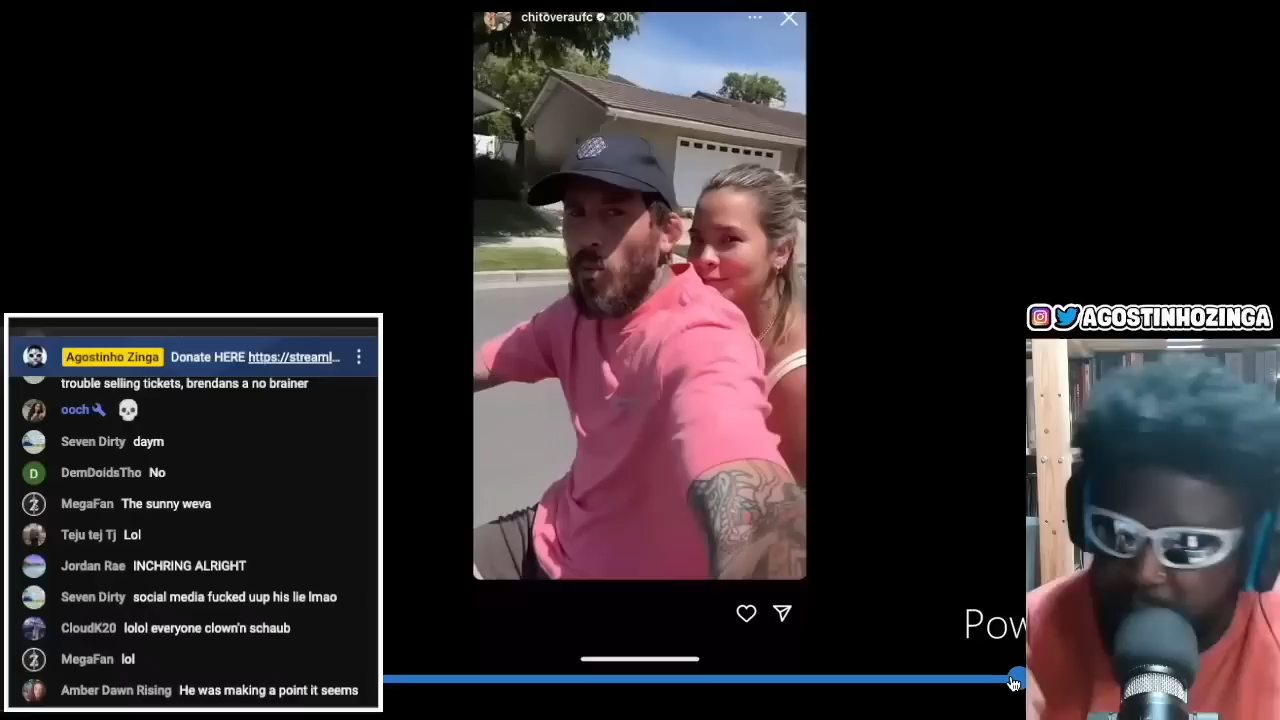 chitoveraufc 20h
Agostinho Zinga Donate HERE https://streaml...
trouble selling tickets, brendans a no brainer
ooch
Seven Dirty daym
D DemDoidsTho No
MegaFan The sunny weva
Teju tej Tj Lol
Jordan Rae INCHRING ALRIGHT
Seven Dirty social media fucked uup his lie lmao
CloudK20 lolol everyone clown'n schaub
MegaFan lol
Amber Dawn Rising He was making a point it seems
AGOSTINHOZINGA
Pow